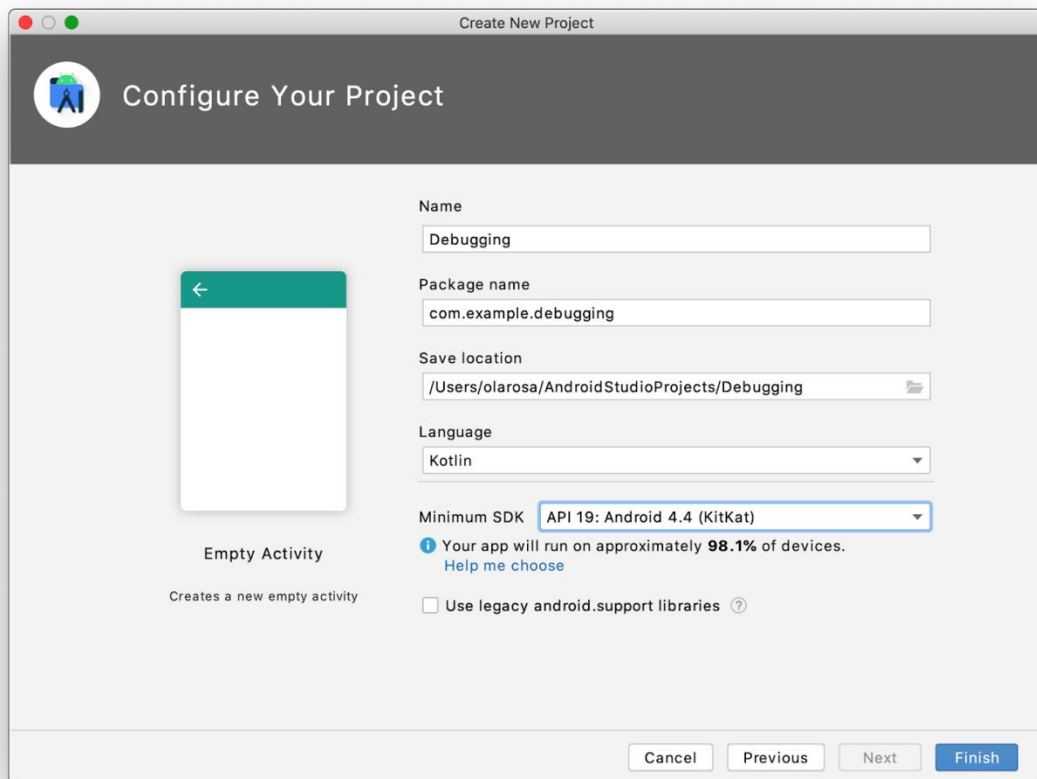 Create New Project
Configure Your Project
Name
Debugging
Package name
com.example.debugging
Save location
/Users/olarosa/AndroidStudioProjects/Debugging
Language
Kotlin
Minimum SDK API 19: Android 4.4 (KitKat)
Your app will run on approximately 98.1% of devices.
Help me choose
Use legacy android.support libraries ?
Empty Activity
Creates a new empty activity
Cancel Previous Next Finish